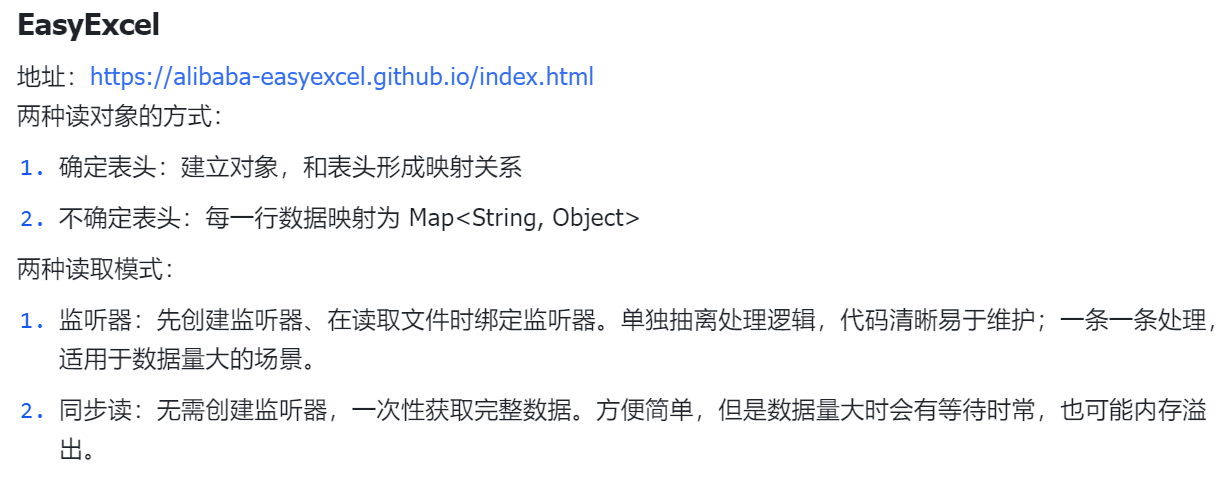 EasyExcel
地址：https://alibaba-easyexcel.github.io/index.html
两种读对象的方式：
1. 确定表头：建立对象，和表头形成映射关系
2. 不确定表头：每一行数据映射为 Map<String, Object>
两种读取模式：
1. 监听器：先创建监听器、在读取文件时绑定监听器。单独抽离处理逻辑，代码清晰易于维护；一条一条处理，
适用于数据量大的场景。
2. 同步读：无需创建监听器，一次性获取完整数据。方便简单，但是数据量大时会有等待时常，也可能内存溢
出。